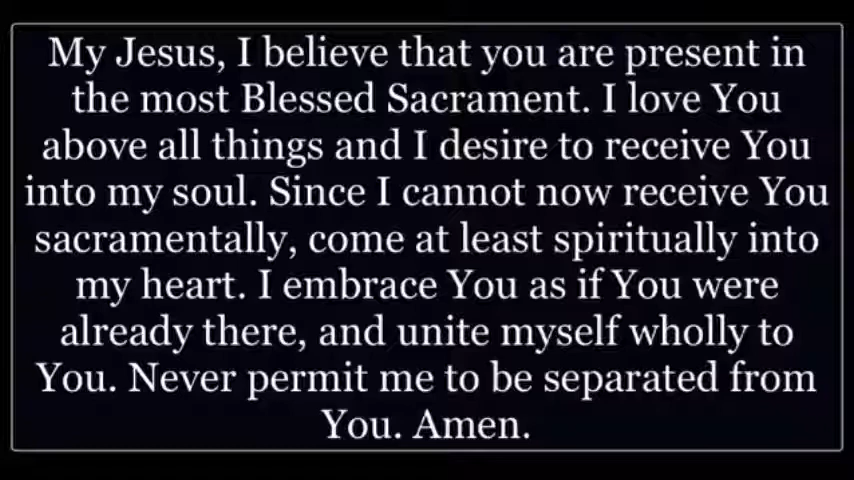 My Jesus, I believe that you are present in
the most Blessed Sacrament. I love You
above all things and I desire to receive You
into my soul. Since I cannot now receive You
sacramentally, come at least spiritually into
my heart. I embrace You as if You were
already there, and unite myself wholly to
You. Never permit me to be separated from
You. Amen.